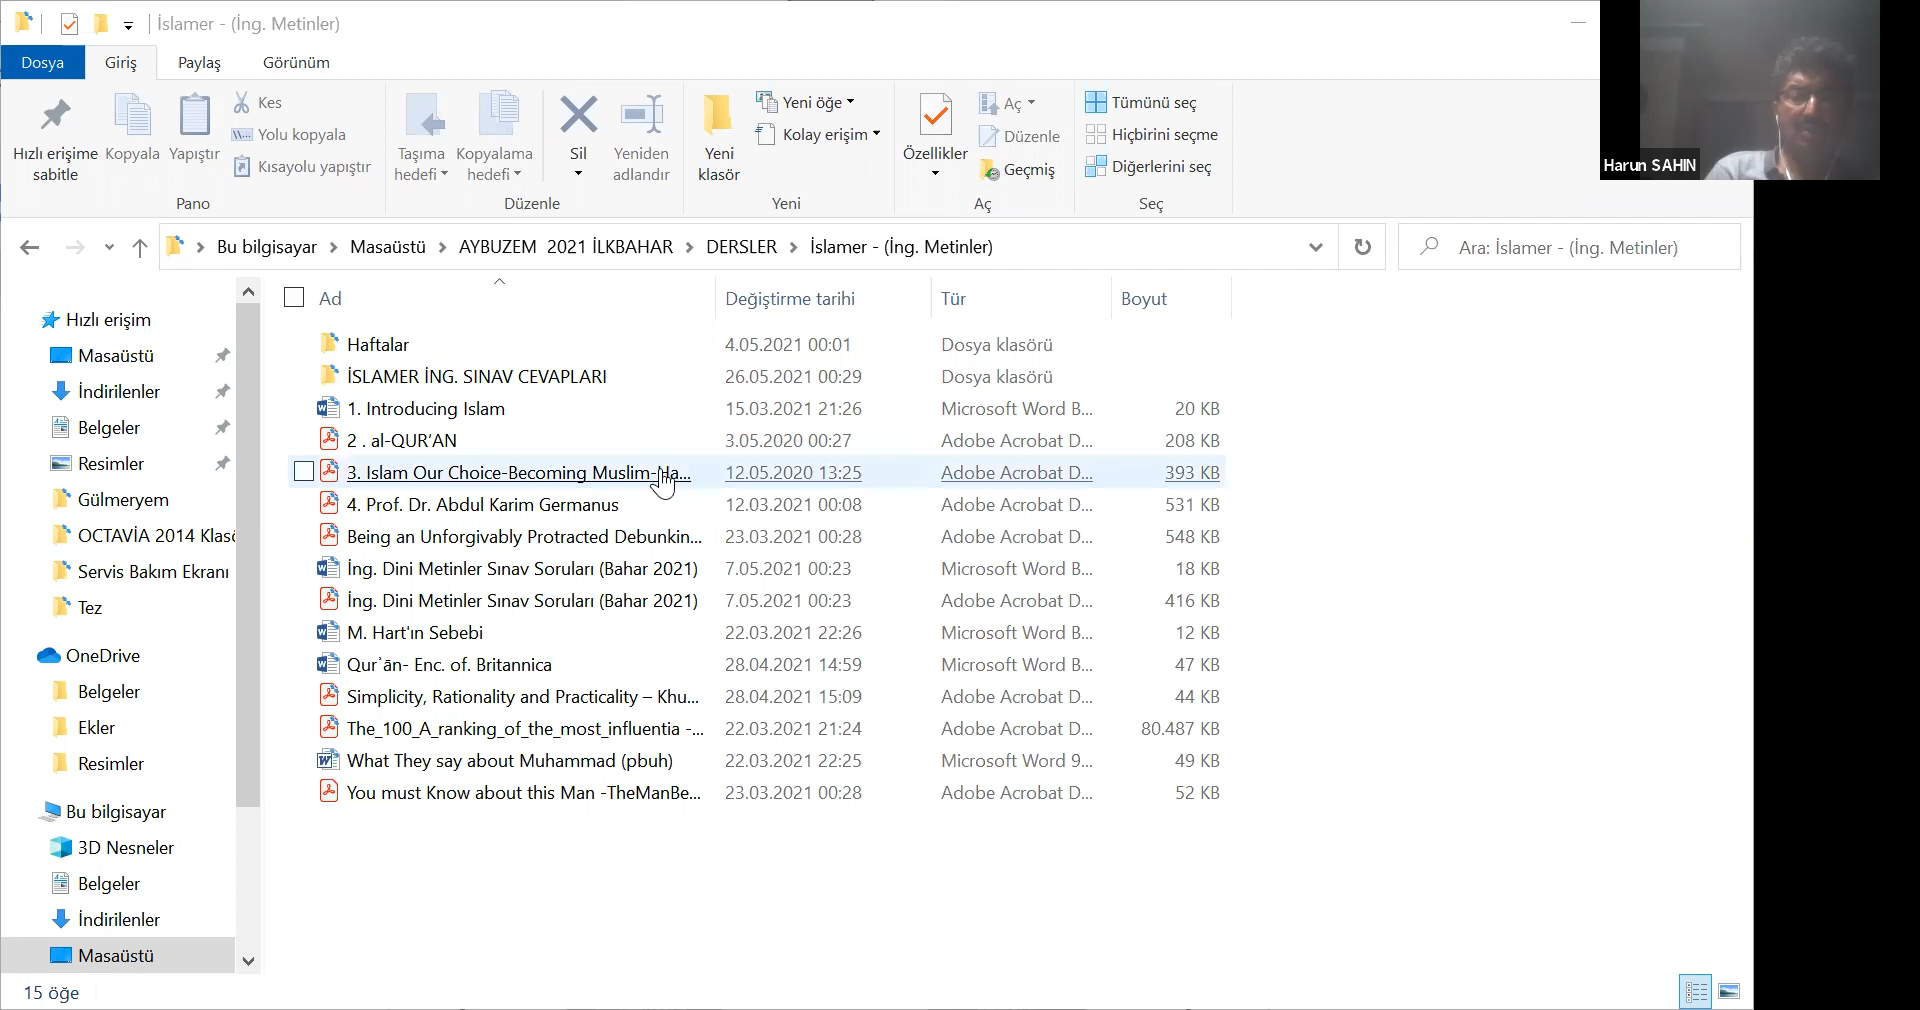 İslamer - (İng. Metinler)
Dosya Giriş Paylaş Görünüm
Hızlı erişime sabitle
Kopyala
Yapıştır
Kes
Yolu kopyala
Kısayolu yapıştır
Pano
Taşıma hedefi
Kopyalama hedefi
Sil
Yeniden adlandır
Düzenle
Yeni klasör
Yeni öğe
Kolay erişim
Yeni
Özellikler
Aç
Düzenle
Geçmiş
Aç
Tümünü seç
Hiçbirini seçme
Diğerlerini seç
Seç
Harun SAHIN
Bu bilgisayar > Masaüstü > AYBUZEM 2021 İLKBAHAR > DERSLER > İslamer - (İng. Metinler)
Ara: İslamer - (İng. Metinler)
Hızlı erişim
Masaüstü
İndirilenler
Belgeler
Resimler
Gülmeryem
OCTAVİA 2014 Klas
Servis Bakım Ekranı
Tez
OneDrive
Belgeler
Ekler
Resimler
Bu bilgisayar
3D Nesneler
Belgeler
İndirilenler
Masaüstü
Ad Değiştirme tarihi Tür Boyut
Haftalar 4.05.2021 00:01 Dosya klasörü
İSLAMER İNG. SINAV CEVAPLARI 26.05.2021 00:29 Dosya klasörü
1. Introducing Islam 15.03.2021 21:26 Microsoft Word B... 20 KB
2 . al-QUR’AN 3.05.2020 00:27 Adobe Acrobat D... 208 KB
3. Islam Our Choice-Becoming Muslim-Ha... 12.05.2020 13:25 Adobe Acrobat D... 393 KB
4. Prof. Dr. Abdul Karim Germanus 12.03.2021 00:08 Adobe Acrobat D... 531 KB
Being an Unforgivably Protracted Debunkin... 23.03.2021 00:28 Adobe Acrobat D... 548 KB
İng. Dini Metinler Sınav Soruları (Bahar 2021) 7.05.2021 00:23 Microsoft Word B... 18 KB
İng. Dini Metinler Sınav Soruları (Bahar 2021) 7.05.2021 00:23 Adobe Acrobat D... 416 KB
M. Hart'ın Sebebi 22.03.2021 22:26 Microsoft Word B... 12 KB
Qurʾān- Enc. of. Britannica 28.04.2021 14:59 Microsoft Word B... 47 KB
Simplicity, Rationality and Practicality – Khu... 28.04.2021 15:09 Adobe Acrobat D... 44 KB
The_100_A_ranking_of_the_most_influentia -... 22.03.2021 21:24 Adobe Acrobat D... 80.487 KB
What They say about Muhammad (pbuh) 22.03.2021 22:25 Microsoft Word 9... 49 KB
You must Know about this Man -TheManBe... 23.03.2021 00:28 Adobe Acrobat D... 52 KB
15 öğe